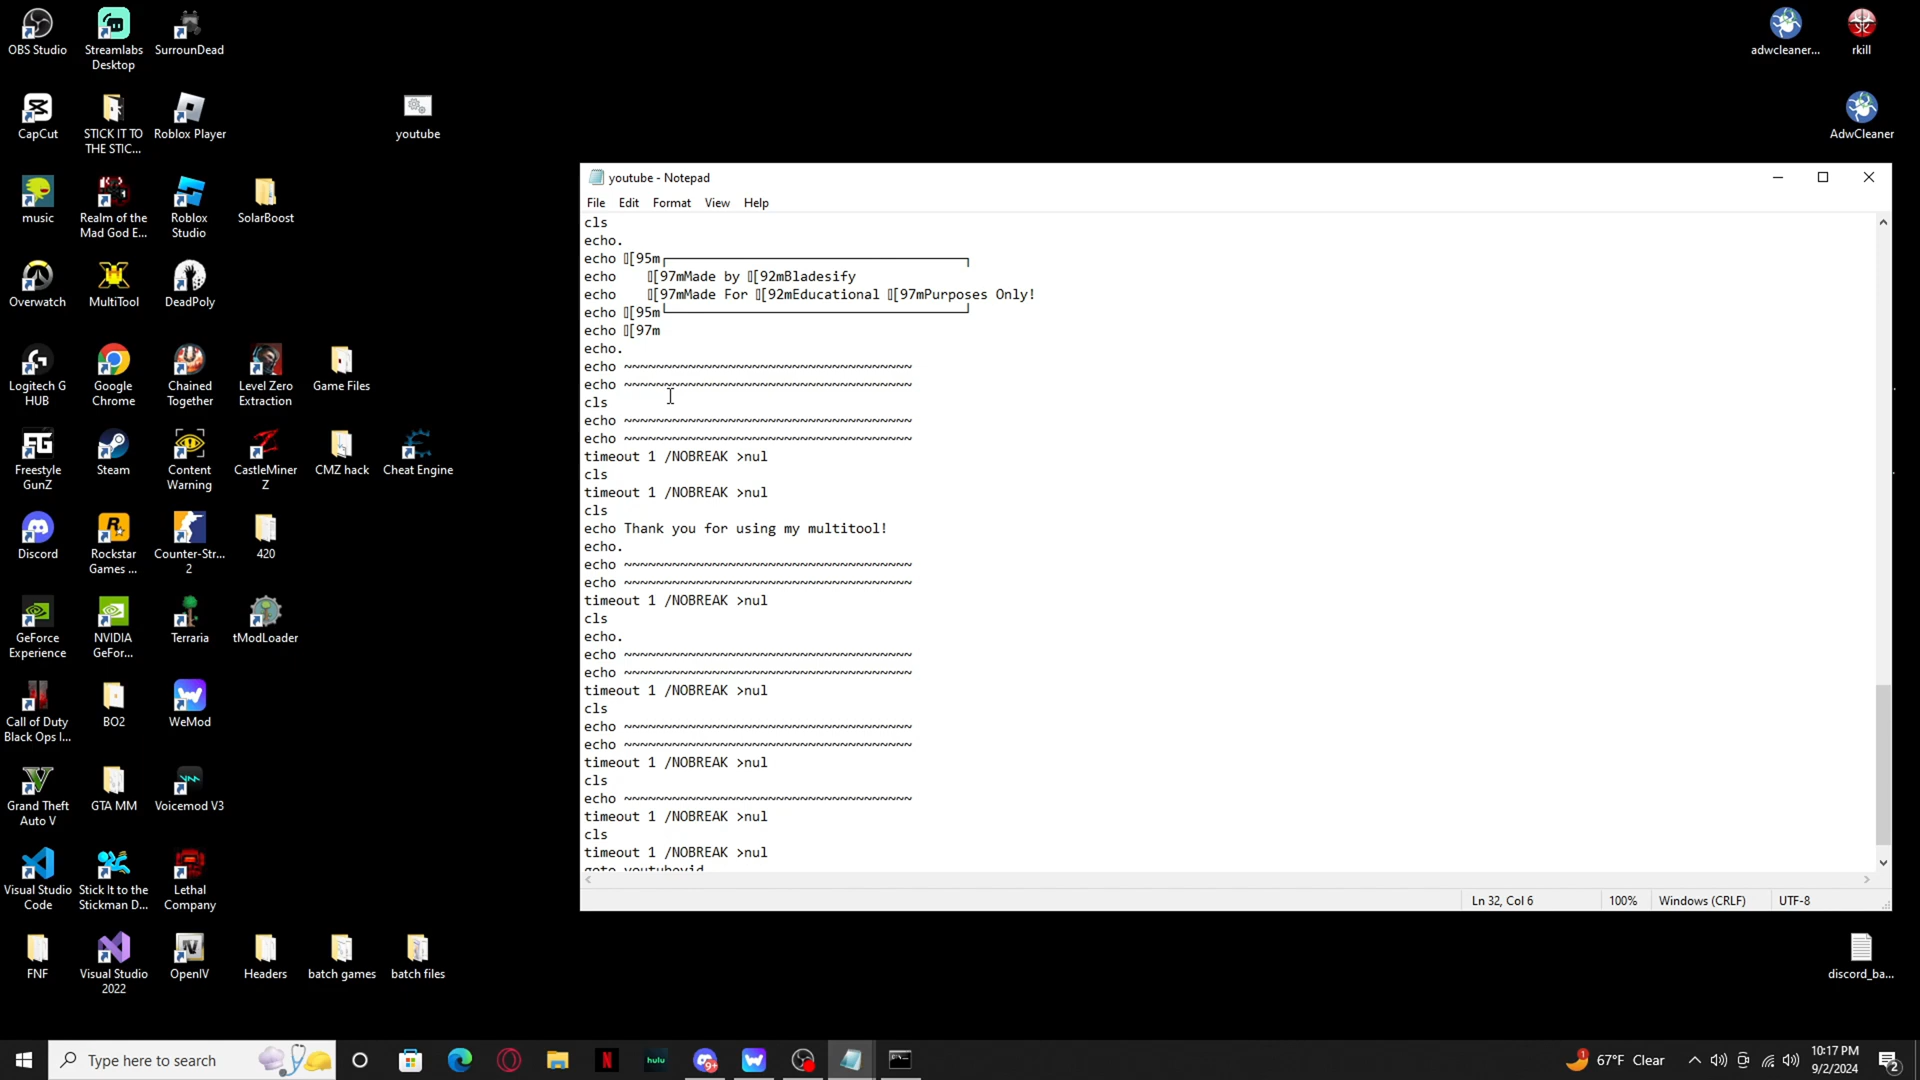 OBS Studio
Streamlabs
Desktop
SurrounDead
adwcleaner...
rkill
CapCut
STICK IT TO
THE STIC...
Roblox Player
youtube
AdwCleaner
music
Realm of the
Mad God E...
Roblox
Studio
SolarBoost
Overwatch
MultiTool
DeadPoly
Logitech G
HUB
Google
Chrome
Chained
Together
Level Zero
Extraction
Game Files
Freestyle
GunZ
Steam
Content
Warning
CastleMiner
Z
CMZ hack
Cheat Engine
Discord
Rockstar
Games ...
Counter-Str...
2
420
GeForce
Experience
NVIDIA
GeFor...
Terraria
tModLoader
Call of Duty
Black Ops I...
BO2
WeMod
Grand Theft
Auto V
GTA MM
Voicemod V3
Visual Studio
Code
Stick It to the
Stickman D...
Lethal
Company
FNF
Visual Studio
2022
OpenIV
Headers
batch games
batch files
discord_ba...
youtube - Notepad
File Edit Format View Help
cls
echo.
echo ▯[95m┌─────────────────────────────────────┐
echo    ▯[97mMade by ▯[92mBladesify
echo    ▯[97mMade For ▯[92mEducational ▯[97mPurposes Only!
echo ▯[95m└─────────────────────────────────────┘
echo ▯[97m
echo.
echo ~~~~~~~~~~~~~~~~~~~~~~~~~~~~~~~~~~~~
echo ~~~~~~~~~~~~~~~~~~~~~~~~~~~~~~~~~~~~
cls
echo ~~~~~~~~~~~~~~~~~~~~~~~~~~~~~~~~~~~~
echo ~~~~~~~~~~~~~~~~~~~~~~~~~~~~~~~~~~~~
timeout 1 /NOBREAK >nul
cls
timeout 1 /NOBREAK >nul
cls
echo Thank you for using my multitool!
echo.
echo ~~~~~~~~~~~~~~~~~~~~~~~~~~~~~~~~~~~~
echo ~~~~~~~~~~~~~~~~~~~~~~~~~~~~~~~~~~~~
timeout 1 /NOBREAK >nul
cls
echo.
echo ~~~~~~~~~~~~~~~~~~~~~~~~~~~~~~~~~~~~
echo ~~~~~~~~~~~~~~~~~~~~~~~~~~~~~~~~~~~~
timeout 1 /NOBREAK >nul
cls
echo ~~~~~~~~~~~~~~~~~~~~~~~~~~~~~~~~~~~~
echo ~~~~~~~~~~~~~~~~~~~~~~~~~~~~~~~~~~~~
timeout 1 /NOBREAK >nul
cls
echo ~~~~~~~~~~~~~~~~~~~~~~~~~~~~~~~~~~~~
timeout 1 /NOBREAK >nul
cls
timeout 1 /NOBREAK >nul
goto youtubevid
Ln 32, Col 6
100%
Windows (CRLF)
UTF-8
Type here to search
hulu
9+
67°F Clear
10:17 PM
9/2/2024
2